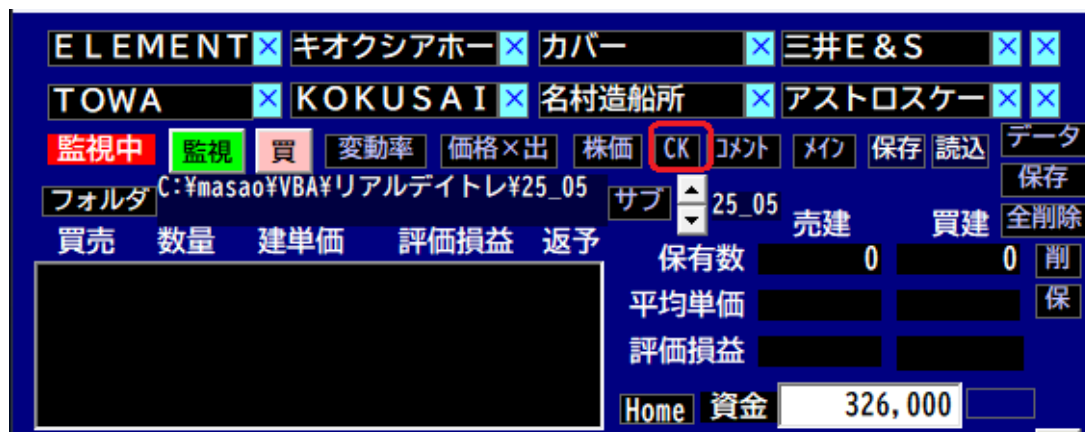 ELEMENT× キオクシアホー× カバー × 三井E&S × ×
TOWA × KOKUSAI× 名村造船所 × アストロスケー× ×
監視中 監視 買 変動率 価格×出 株価 CK コメント メイン 保存 読込 データ
保存
フォルダ C:¥masao¥VBA¥リアルデイトレ¥25_05 サブ 25_05 全削除
買売 数量 建単価 評価損益 返予 売建 買建
保有数 0 0 削
平均単価 保
評価損益
Home 資金 326,000